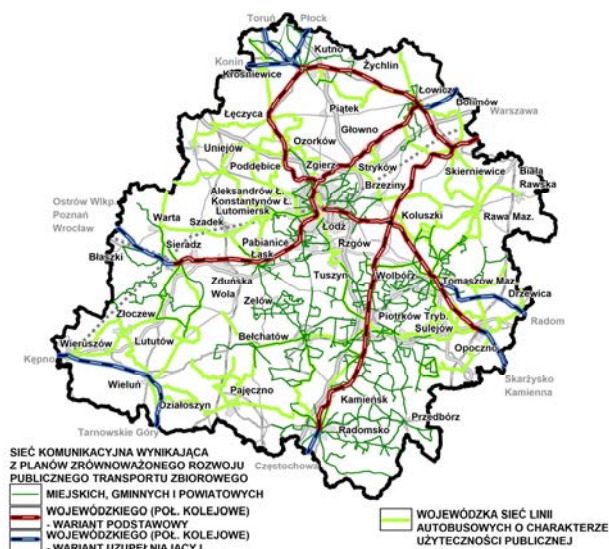 Toruń
Płock
Kutno
Konin
Krośniewice
Żychlin
Łowicz
Bolimów
Warszawa
Łęczyca
Piątek
Głowno
Ozorków
Uniejów
Zgierz
Stryków
Skierniewice
Poddębice
Biała
Rawska
Brzeziny
Aleksandrów Ł.
Konstantynów Ł.
Lutomiersk
Rawa Maz.
Ostrów Wlkp.
Poznań
Wrocław
Warta
Szadek
Koluszki
Łódź
Sieradz
Pabianice
Rzgów
Łask
Błaszki
Zduńska
Wola
Tuszyn
Wolbórz
Tomaszów Maz.
Drzewica
Zelów
Złoczew
Piotrków Tryb.
Sulejów
Radom
Bełchatów
Wieruszów
Lututów
Opoczno
Kępno
Skarżysko
Kamienna
Wieluń
Pajęczno
Kamieńsk
Działoszyn
Przedbórz
Radomsko
Tarnowskie Góry
Częstochowa
SIEĆ KOMUNIKACYJNA WYNIKAJĄCA
Z PLANÓW ZRÓWNOWAŻONEGO ROZWOJU
PUBLICZNEGO TRANSPORTU ZBIOROWEGO
MIEJSKICH, GMINNYCH I POWIATOWYCH
WOJEWÓDZKIEGO (POŁ. KOLEJOWE)
- WARIANT PODSTAWOWY
WOJEWÓDZKIEGO (POŁ. KOLEJOWE)
- WARIANT UZUPEŁNIAJĄCY I
WOJEWÓDZKA SIEĆ LINII
AUTOBUSOWYCH O CHARAKTERZE
UŻYTECZNOŚCI PUBLICZNEJ